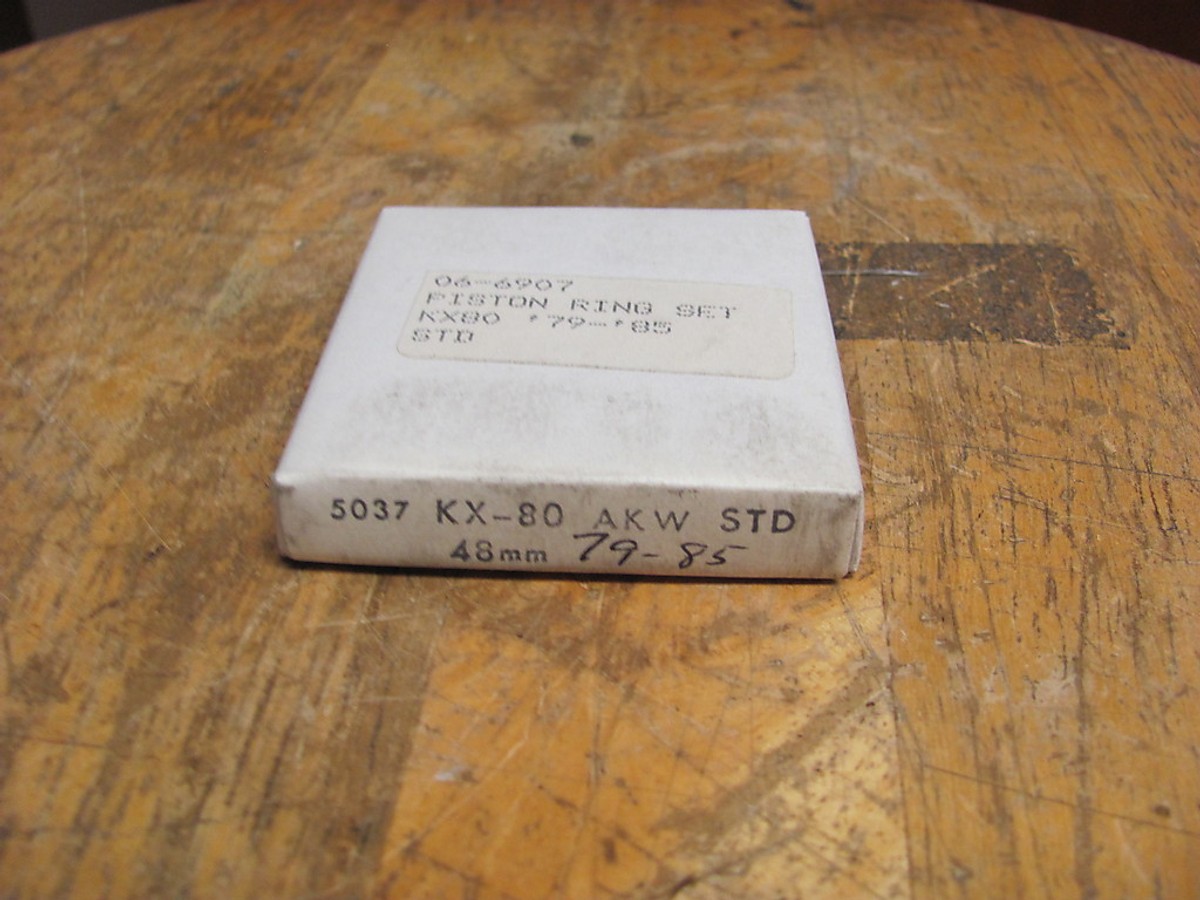 06-6907
PISTON RING SET
KX80 '79-'85
STD
5037 KX-80 AKW STD
48mm 79-85